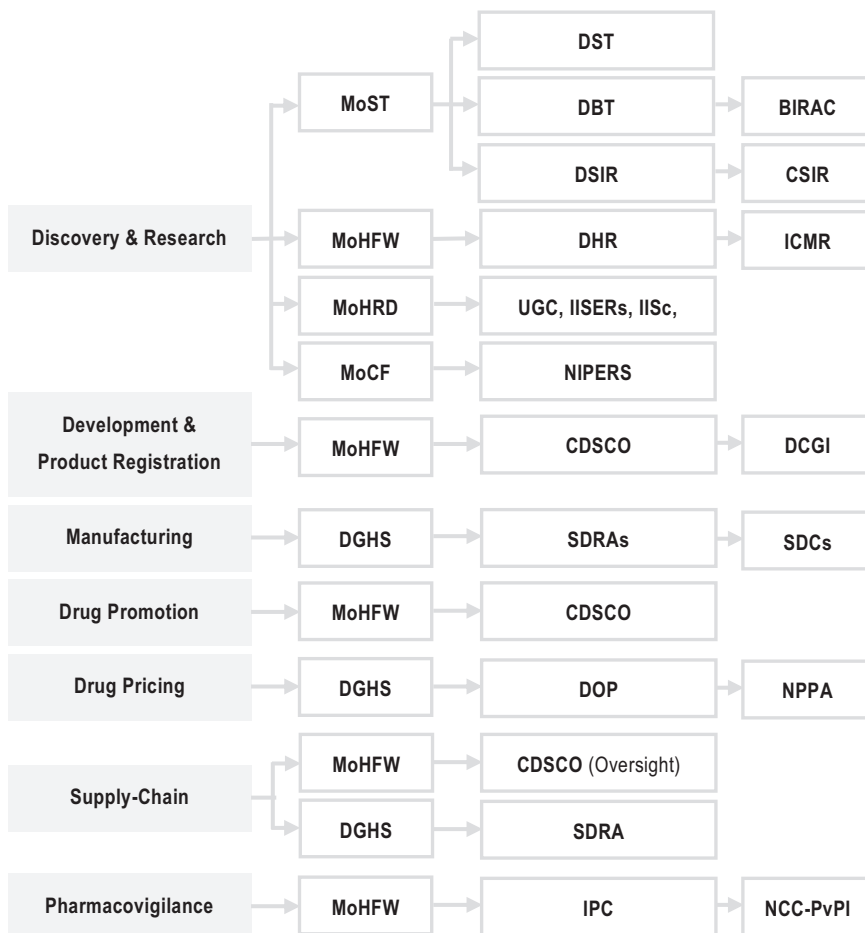 DST
MoST
DBT
BIRAC
DSIR
CSIR
Discovery & Research
MoHFW
DHR
ICMR
MoHRD
UGC, IISERs, IISc,
MoCF
NIPERS
Development &
Product Registration
MoHFW
CDSCO
DCGI
Manufacturing
DGHS
SDRAs
SDCs
Drug Promotion
MoHFW
CDSCO
Drug Pricing
DGHS
DOP
NPPA
Supply-Chain
MoHFW
CDSCO (Oversight)
DGHS
SDRA
Pharmacovigilance
MoHFW
IPC
NCC-PvPI